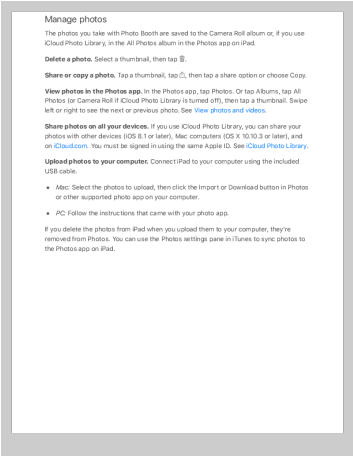 Manage photos
The photos you take with Photo Booth are saved to the Camera Roll album or, if you use
iCloud Photo Library, in the All Photos album in the Photos app on iPad.
Delete a photo. Select a thumbnail, then tap
Share or copy a photo. Tap a thumbnail, tap , then tap a share option or choose Copy.
View photos in the Photos app. In the Photos app, tap Photos. Or tap Albums, tap All
Photos (or Camera Roll if iCloud Photo Library is turned off), then tap a thumbnail. Swipe
left or right to see the next or previous photo. See View photos and videos.
Share photos on all your devices. If you use iCloud Photo Library, you can share your
photos with other devices (iOS 8.1 or later), Mac computers (OS X 10.10.3 or later), and
on iCloud.com. You must be signed in using the same Apple ID. See iCloud Photo Library.
Upload photos to your computer. Connect iPad to your computer using the included
USB cable.
• Mac: Select the photos to upload, then click the Import or Download button in Photos
or other supported photo app on your computer.
• PC: Follow the instructions that came with your photo app.
If you delete the photos from iPad when you upload them to your computer, they're
removed from Photos. You can use the Photos settings pane in iTunes to sync photos to
the Photos app on iPad.